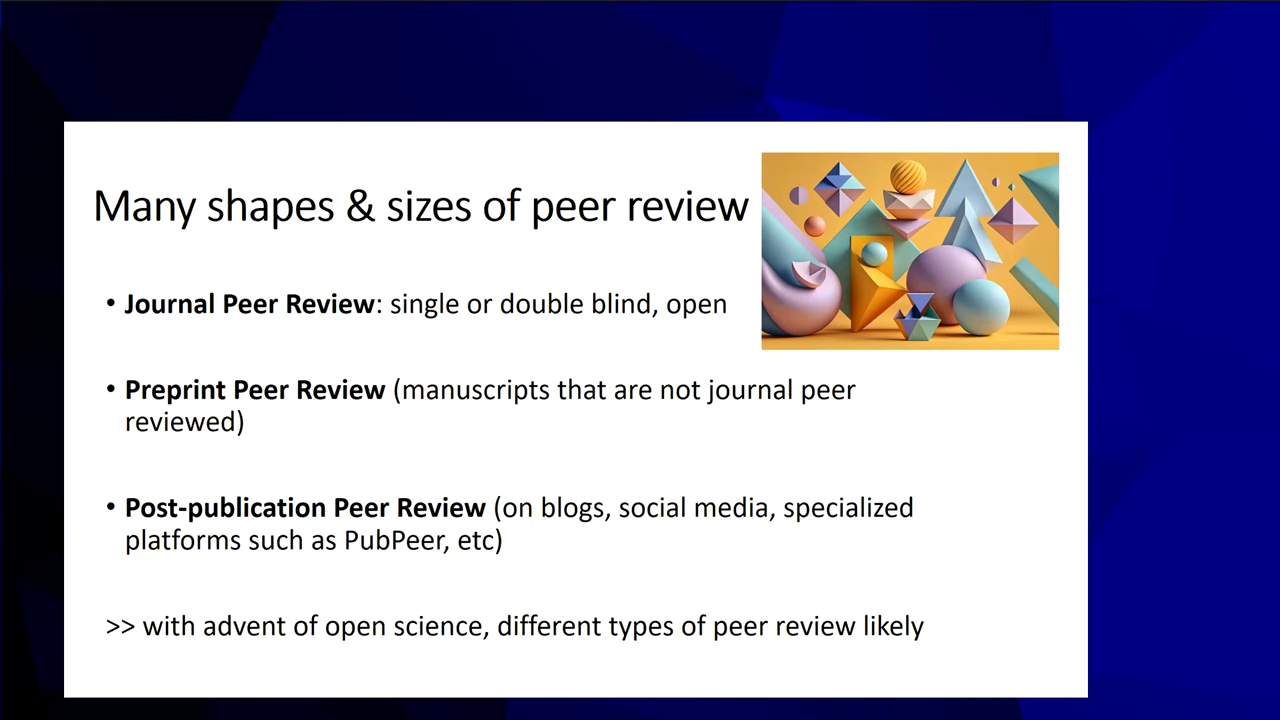 Many shapes & sizes of peer review
• Journal Peer Review: single or double blind, open
• Preprint Peer Review (manuscripts that are not journal peer
reviewed)
• Post-publication Peer Review (on blogs, social media, specialized
platforms such as PubPeer, etc)
>> with advent of open science, different types of peer review likely